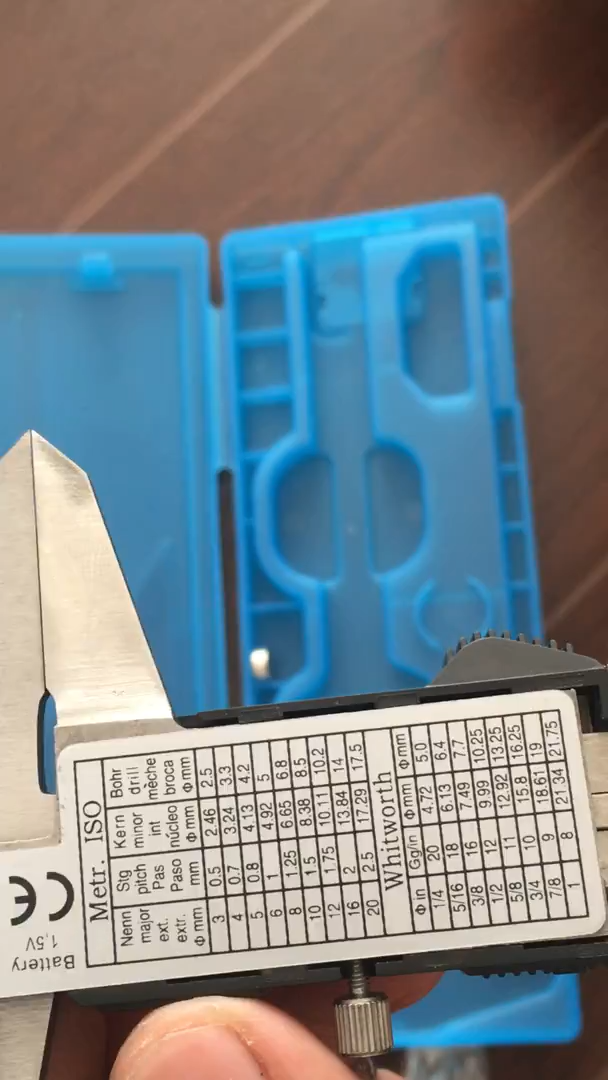 Metr. ISO
Nenn Stg Kern Bohr
major pitch minor drill
ext. Pas int mèche
extr. Paso núcleo broca
Φ mm mm Φ mm Φ mm
3 0.5 2.46 2.5
4 0.7 3.24 3.3
5 0.8 4.13 4.2
6 1 4.92 5
8 1.25 6.65 6.8
10 1.5 8.38 8.5
12 1.75 10.11 10.2
16 2 13.84 14
20 2.5 17.29 17.5
Whitworth
Φ in Gg/in Φ mm Φ mm
1/4 20 4.72 5.0
5/16 18 6.13 6.4
3/8 16 7.49 7.7
1/2 12 9.99 10.25
5/8 11 12.92 13.25
3/4 10 15.8 16.25
7/8 9 18.61 19
1 8 21.34 21.75
CE
Battery
1,5V